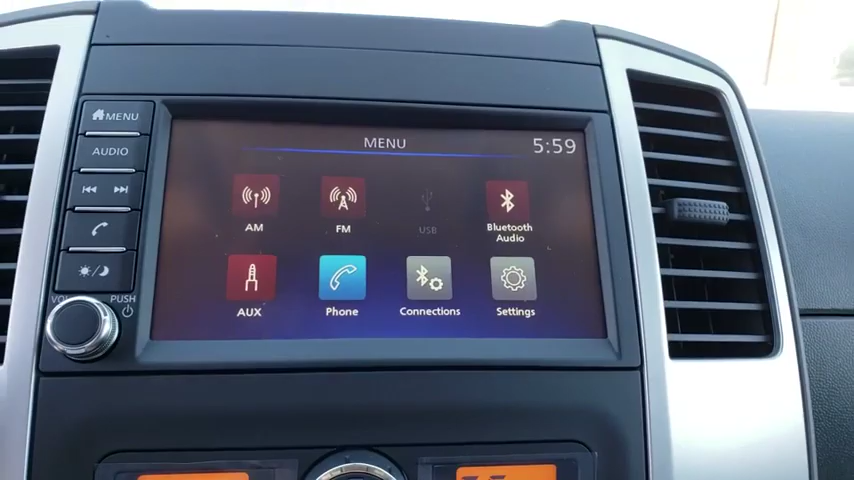 MENU
AUDIO
VOL
PUSH
MENU
5:59
AM
FM
USB
Bluetooth
Audio
AUX
Phone
Connections
Settings